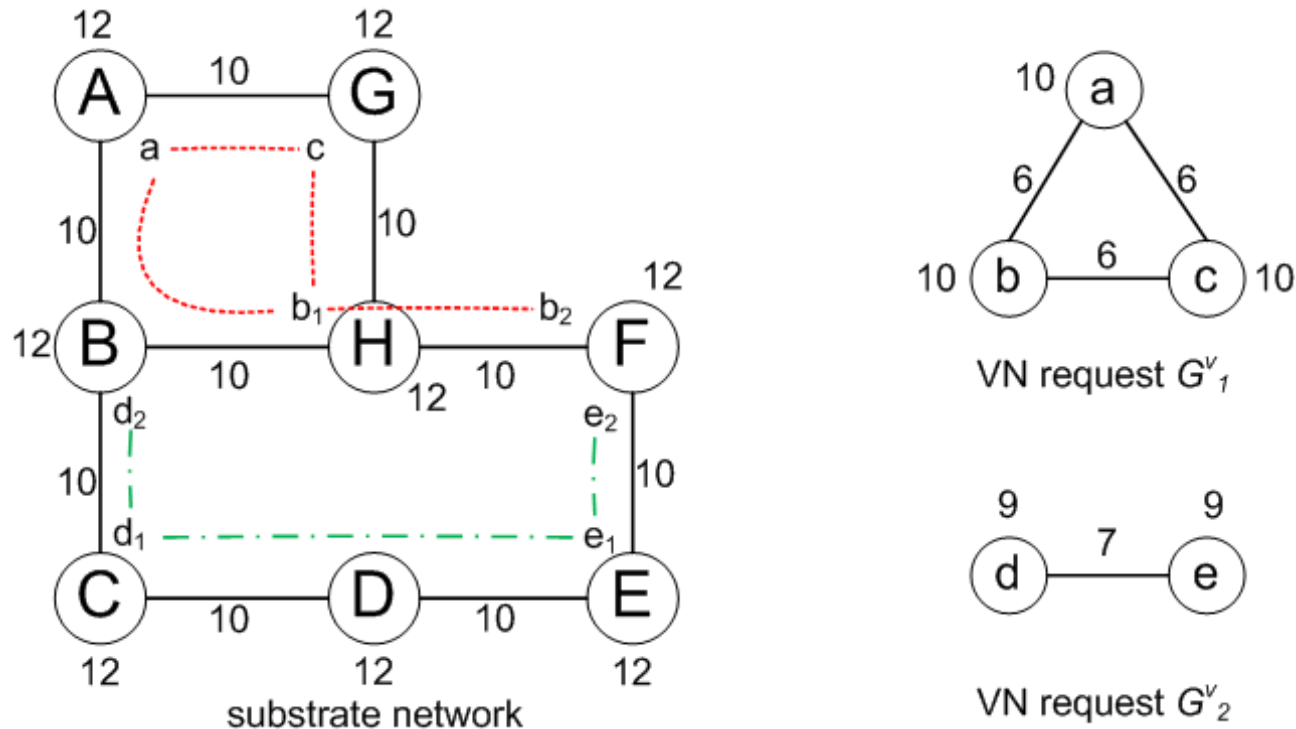 12 12
A 10 G
a c
10 10
b₁ b₂
12
12 B 10 H 10 F
12
d₂ e₂
10 10
d₁ e₁
C 10 D 10 E
12 12 12
substrate network
10 a
6 6
10 b 6 c 10
VN request Gᵛ₁
9 9
d 7 e
VN request Gᵛ₂